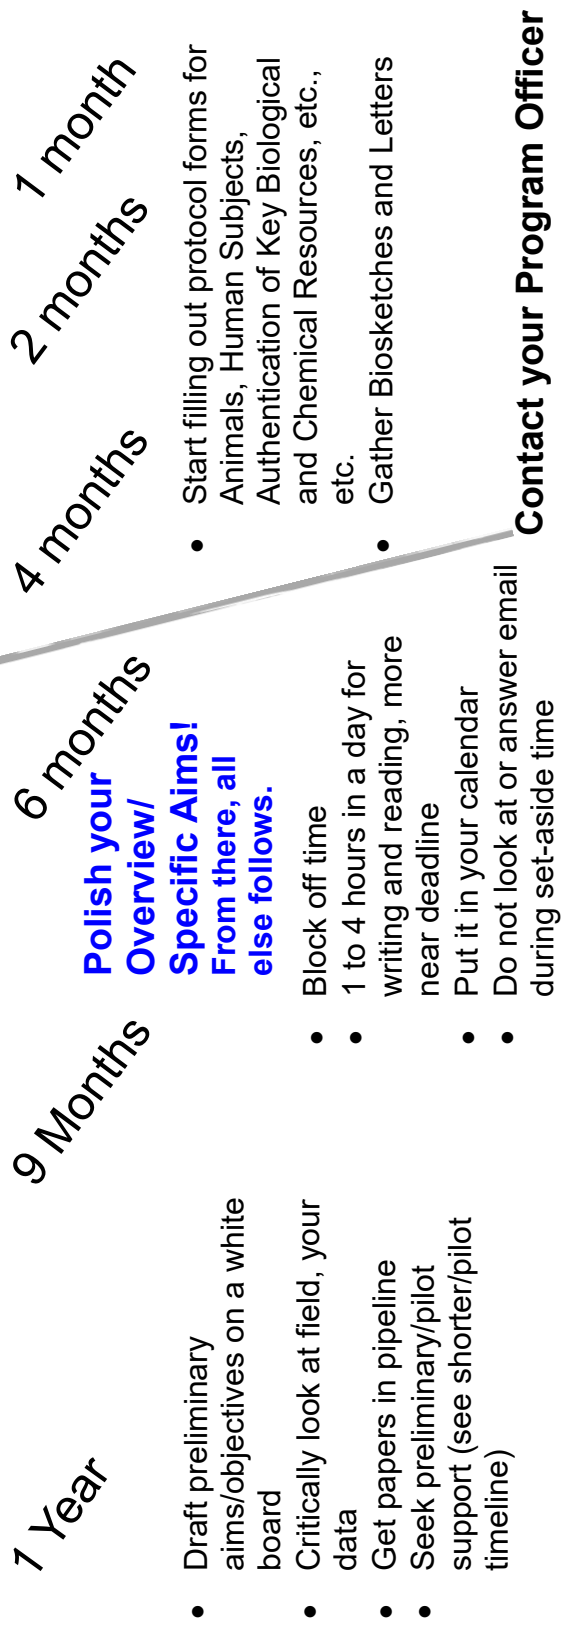 1 Year
9 Months
6 months
4 months
2 months
1 month
• Draft preliminary
aims/objectives on a white
board
• Critically look at field, your
data
• Get papers in pipeline
• Seek preliminary/pilot
support (see shorter/pilot
timeline)
Polish your
Overview/
Specific Aims!
From there, all
else follows.
• Block off time
• 1 to 4 hours in a day for
writing and reading, more
near deadline
• Put it in your calendar
• Do not look at or answer email
during set-aside time
• Start filling out protocol forms for
Animals, Human Subjects,
Authentication of Key Biological
and Chemical Resources, etc.,
etc.
• Gather Biosketches and Letters
Contact your Program Officer